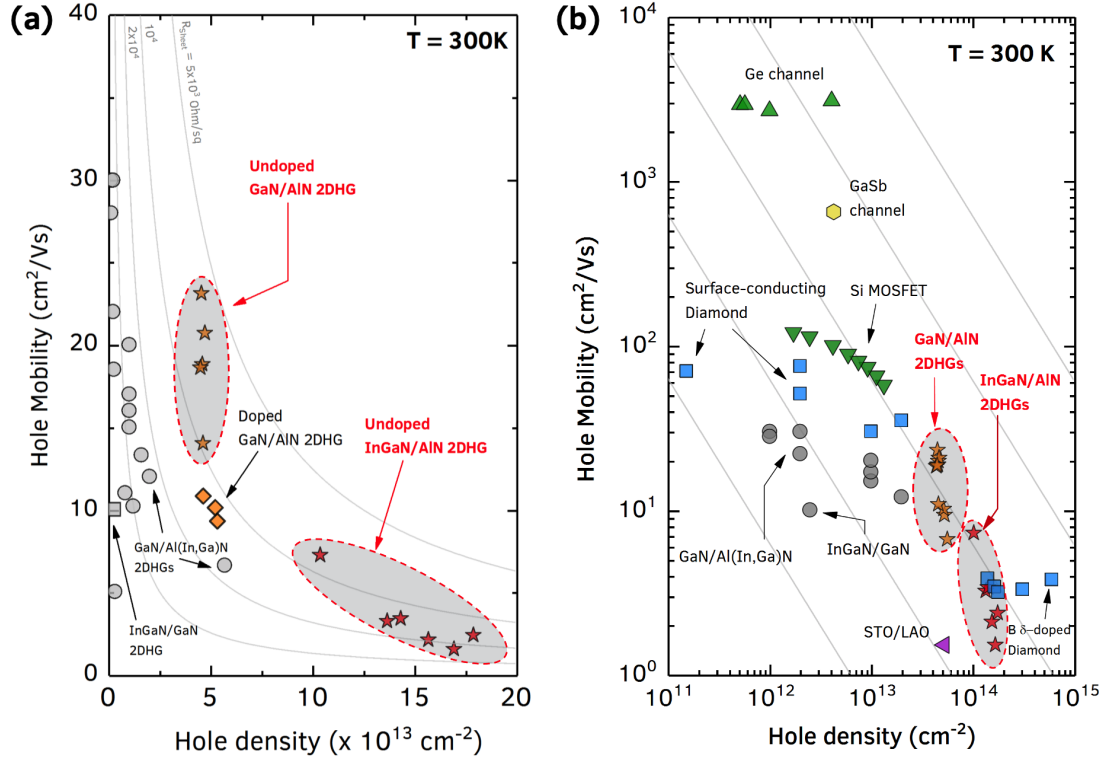 (a)
40
30
20
10
0
0
5
10
15
20
Hole Mobility (cm²/Vs)
Hole density (x 10¹³ cm⁻²)
T = 300K
2x10⁴
10⁴
R_Sheet = 5x10³ Ohm/sq
Undoped
GaN/AlN 2DHG
Doped
GaN/AlN 2DHG
Undoped
InGaN/AlN 2DHG
GaN/Al(In,Ga)N
2DHGs
InGaN/GaN
2DHG
(b)
10⁴
10³
10²
10¹
10⁰
10¹¹
10¹²
10¹³
10¹⁴
10¹⁵
Hole Mobility (cm²/Vs)
Hole density (cm⁻²)
T = 300 K
Ge channel
GaSb
channel
Surface-conducting
Diamond
Si MOSFET
GaN/AlN
2DHGs
InGaN/AlN
2DHGs
GaN/Al(In,Ga)N
InGaN/GaN
STO/LAO
B δ–doped
Diamond